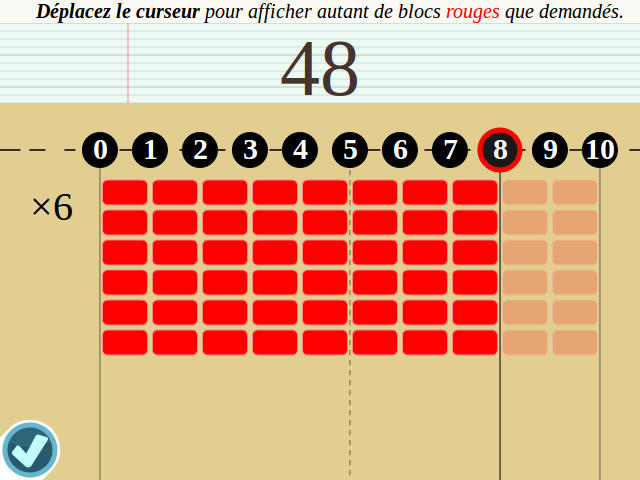 Déplacez le curseur pour afficher autant de blocs rouges que demandés.
48
0 1 2 3 4 5 6 7 8 9 10
×6